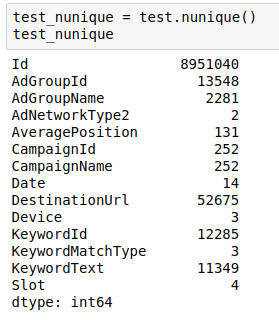 test_nunique = test.nunique()
test_nunique
Id 8951040
AdGroupId 13548
AdGroupName 2281
AdNetworkType2 2
AveragePosition 131
CampaignId 252
CampaignName 252
Date 14
DestinationUrl 52675
Device 3
KeywordId 12285
KeywordMatchType 3
KeywordText 11349
Slot 4
dtype: int64